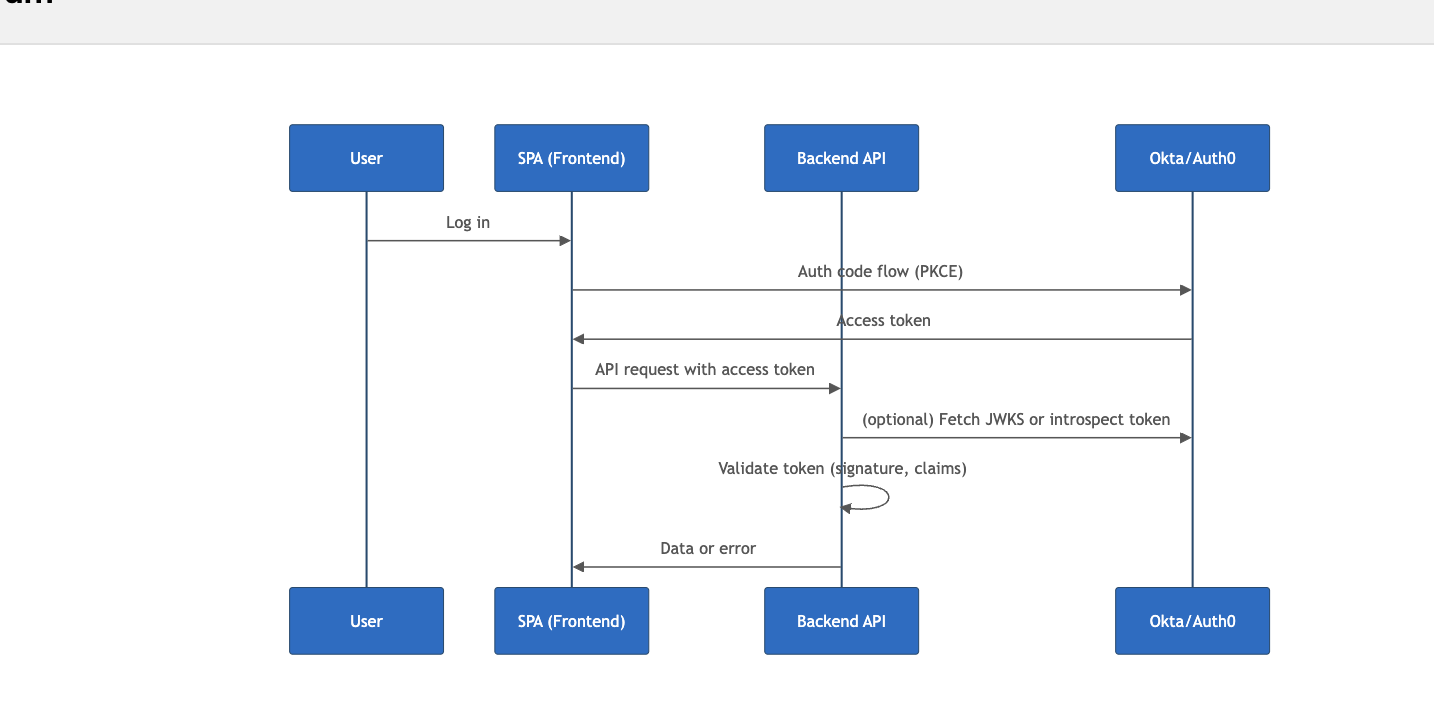 User
SPA (Frontend)
Backend API
Okta/Auth0
Log in
Auth code flow (PKCE)
Access token
API request with access token
(optional) Fetch JWKS or introspect token
Validate token (signature, claims)
Data or error
User
SPA (Frontend)
Backend API
Okta/Auth0